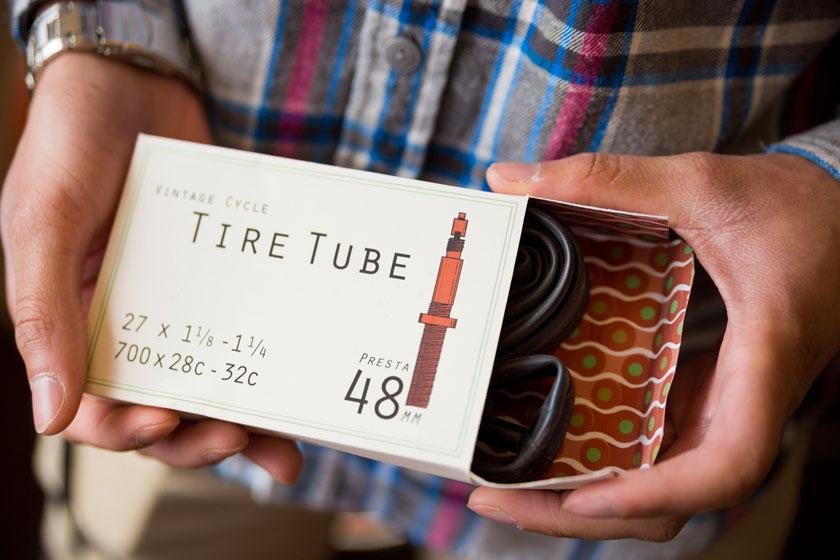 VINTAGE CYCLE
TIRE TUBE
27 x 1 1/8 - 1 1/4
700 x 28c - 32c
PRESTA
48 MM